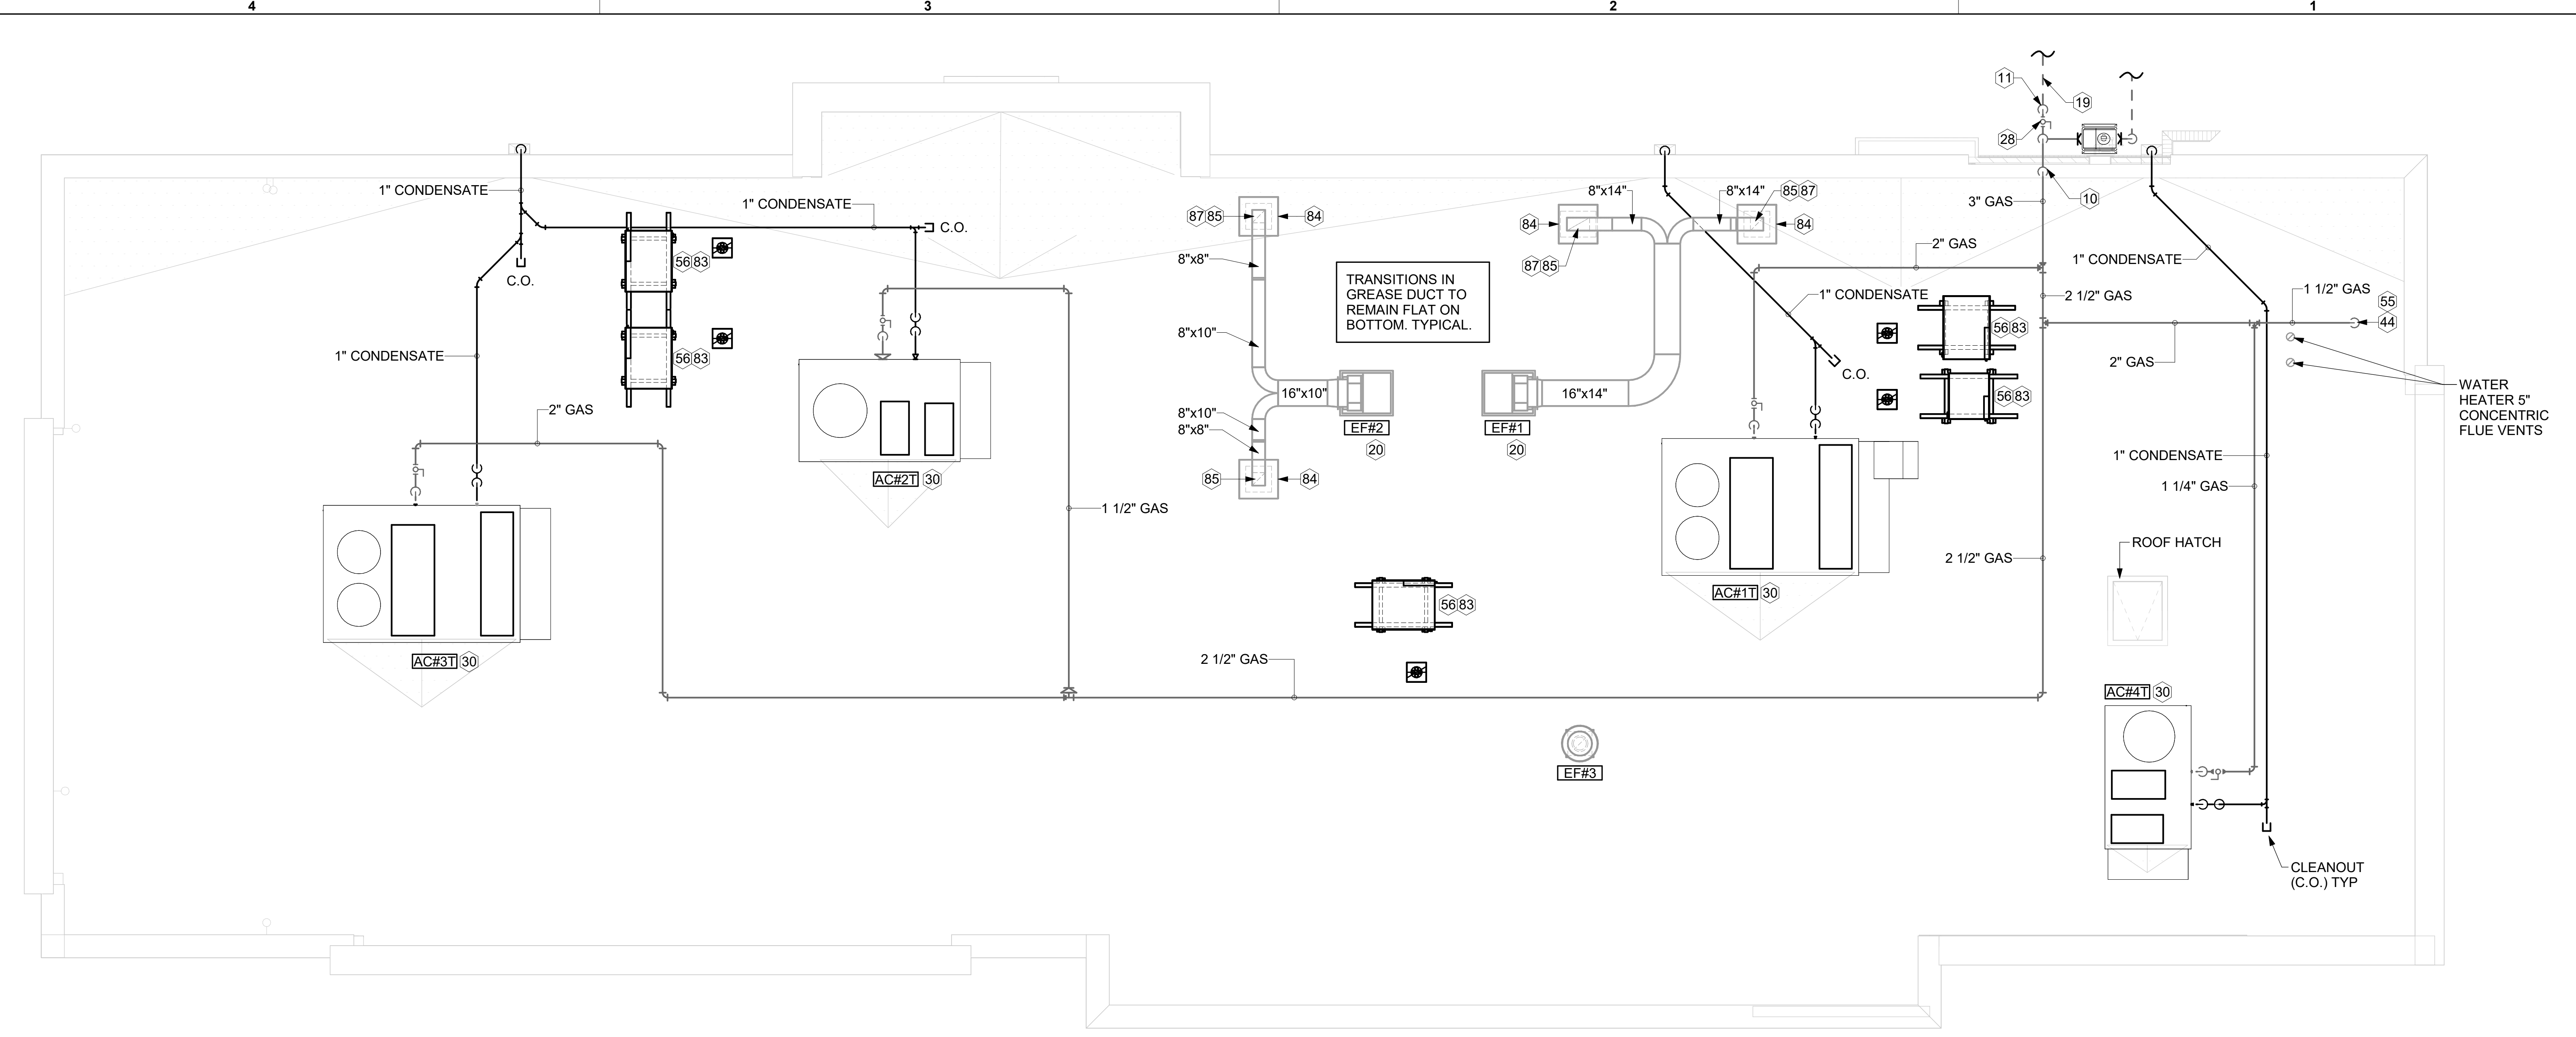 4
3
2
1
11
19
28
10
1" CONDENSATE
1" CONDENSATE
C.O.
C.O.
56 83
56 83
1" CONDENSATE
2" GAS
AC#3T 30
AC#2T 30
1 1/2" GAS
87 85
84
8"x8"
8"x10"
16"x10"
8"x10"
8"x8"
85
84
EF#2
20
TRANSITIONS IN
GREASE DUCT TO
REMAIN FLAT ON
BOTTOM. TYPICAL.
8"x14"
8"x14"
85 87
84
84
87 85
16"x14"
EF#1
20
1" CONDENSATE
C.O.
2" GAS
3" GAS
2 1/2" GAS
56 83
56 83
1" CONDENSATE
1 1/2" GAS
55
44
2" GAS
WATER
HEATER 5"
CONCENTRIC
FLUE VENTS
1" CONDENSATE
1 1/4" GAS
2 1/2" GAS
ROOF HATCH
AC#1T 30
56 83
2 1/2" GAS
EF#3
AC#4T 30
CLEANOUT
(C.O.) TYP